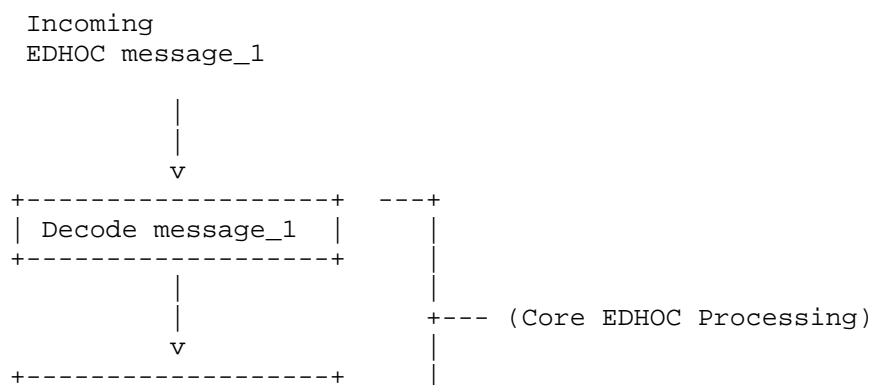 Incoming
EDHOC message_1
Decode message_1
(Core EDHOC Processing)